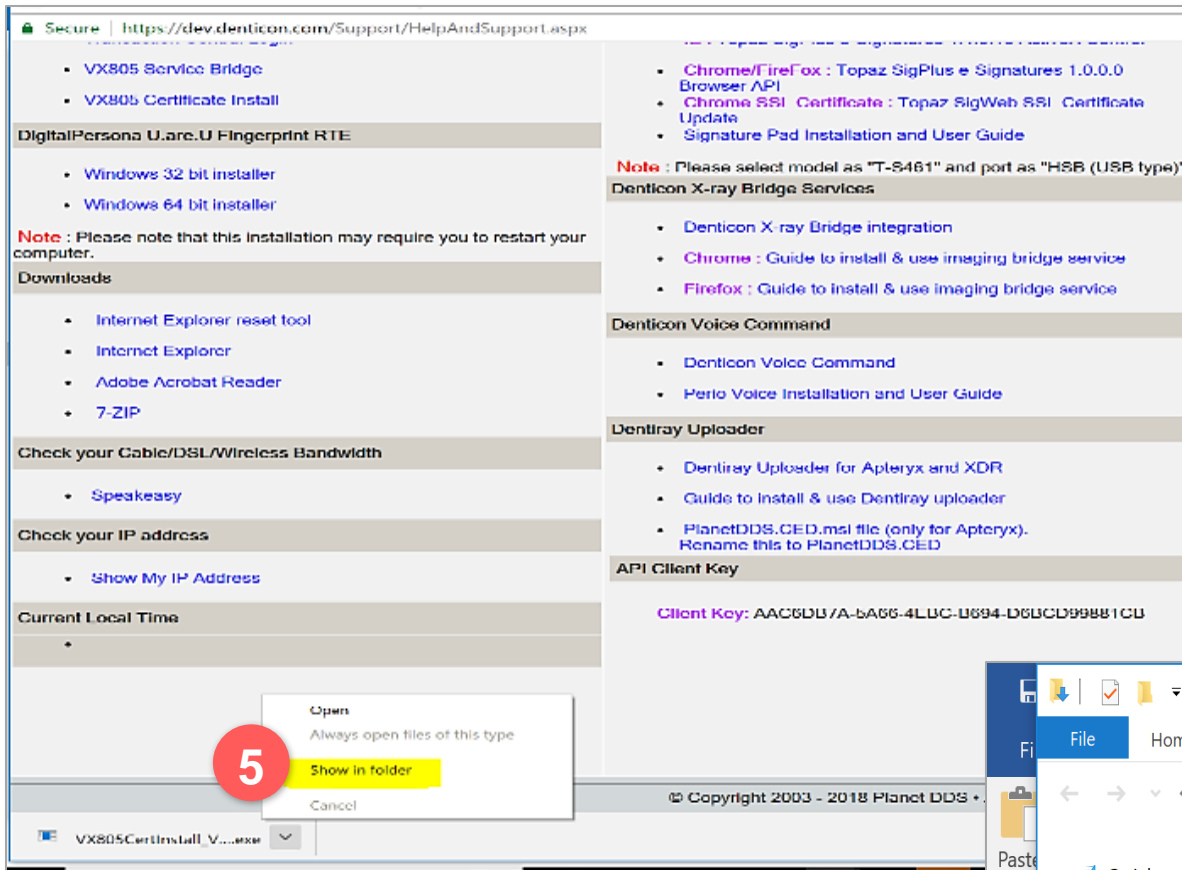 Secure | https://dev.denticon.com/Support/HelpAndSupport.aspx
VX805 Service Bridge
VX805 Certificate Install
DigitalPersona U.are.U Fingerprint RTE
Windows 32 bit installer
Windows 64 bit installer
Note : Please note that this installation may require you to restart your
computer.
Downloads
Internet Explorer reset tool
Internet Explorer
Adobe Acrobat Reader
7-ZIP
Check your Cable/DSL/Wireless Bandwidth
Speakeasy
Check your IP address
Show My IP Address
Current Local Time
Chrome/FireFox : Topaz SigPlus e Signatures 1.0.0.0
Browser API
Chrome SSL Certificate : Topaz SigWeb SSL Certificate
Update
Signature Pad Installation and User Guide
Note : Please select model as "T-S461" and port as "HSB (USB type)"
Denticon X-ray Bridge Services
Denticon X-ray Bridge integration
Chrome : Guide to install & use imaging bridge service
Firefox : Guide to install & use imaging bridge service
Denticon Voice Command
Denticon Voice Command
Perio Voice Installation and User Guide
Dentiray Uploader
Dentiray Uploader for Apteryx and XDR
Guide to install & use Dentiray uploader
PlanetDDS.CED.msi file (only for Apteryx).
Rename this to PlanetDDS.CED
API Client Key
Client Key:
Open
Always open files of this type
5
Show in folder
Cancel
© Copyright 2003 - 2018 Planet DDS •
VX805CertInstall_V....exe
Fi
File
Hom
Paste